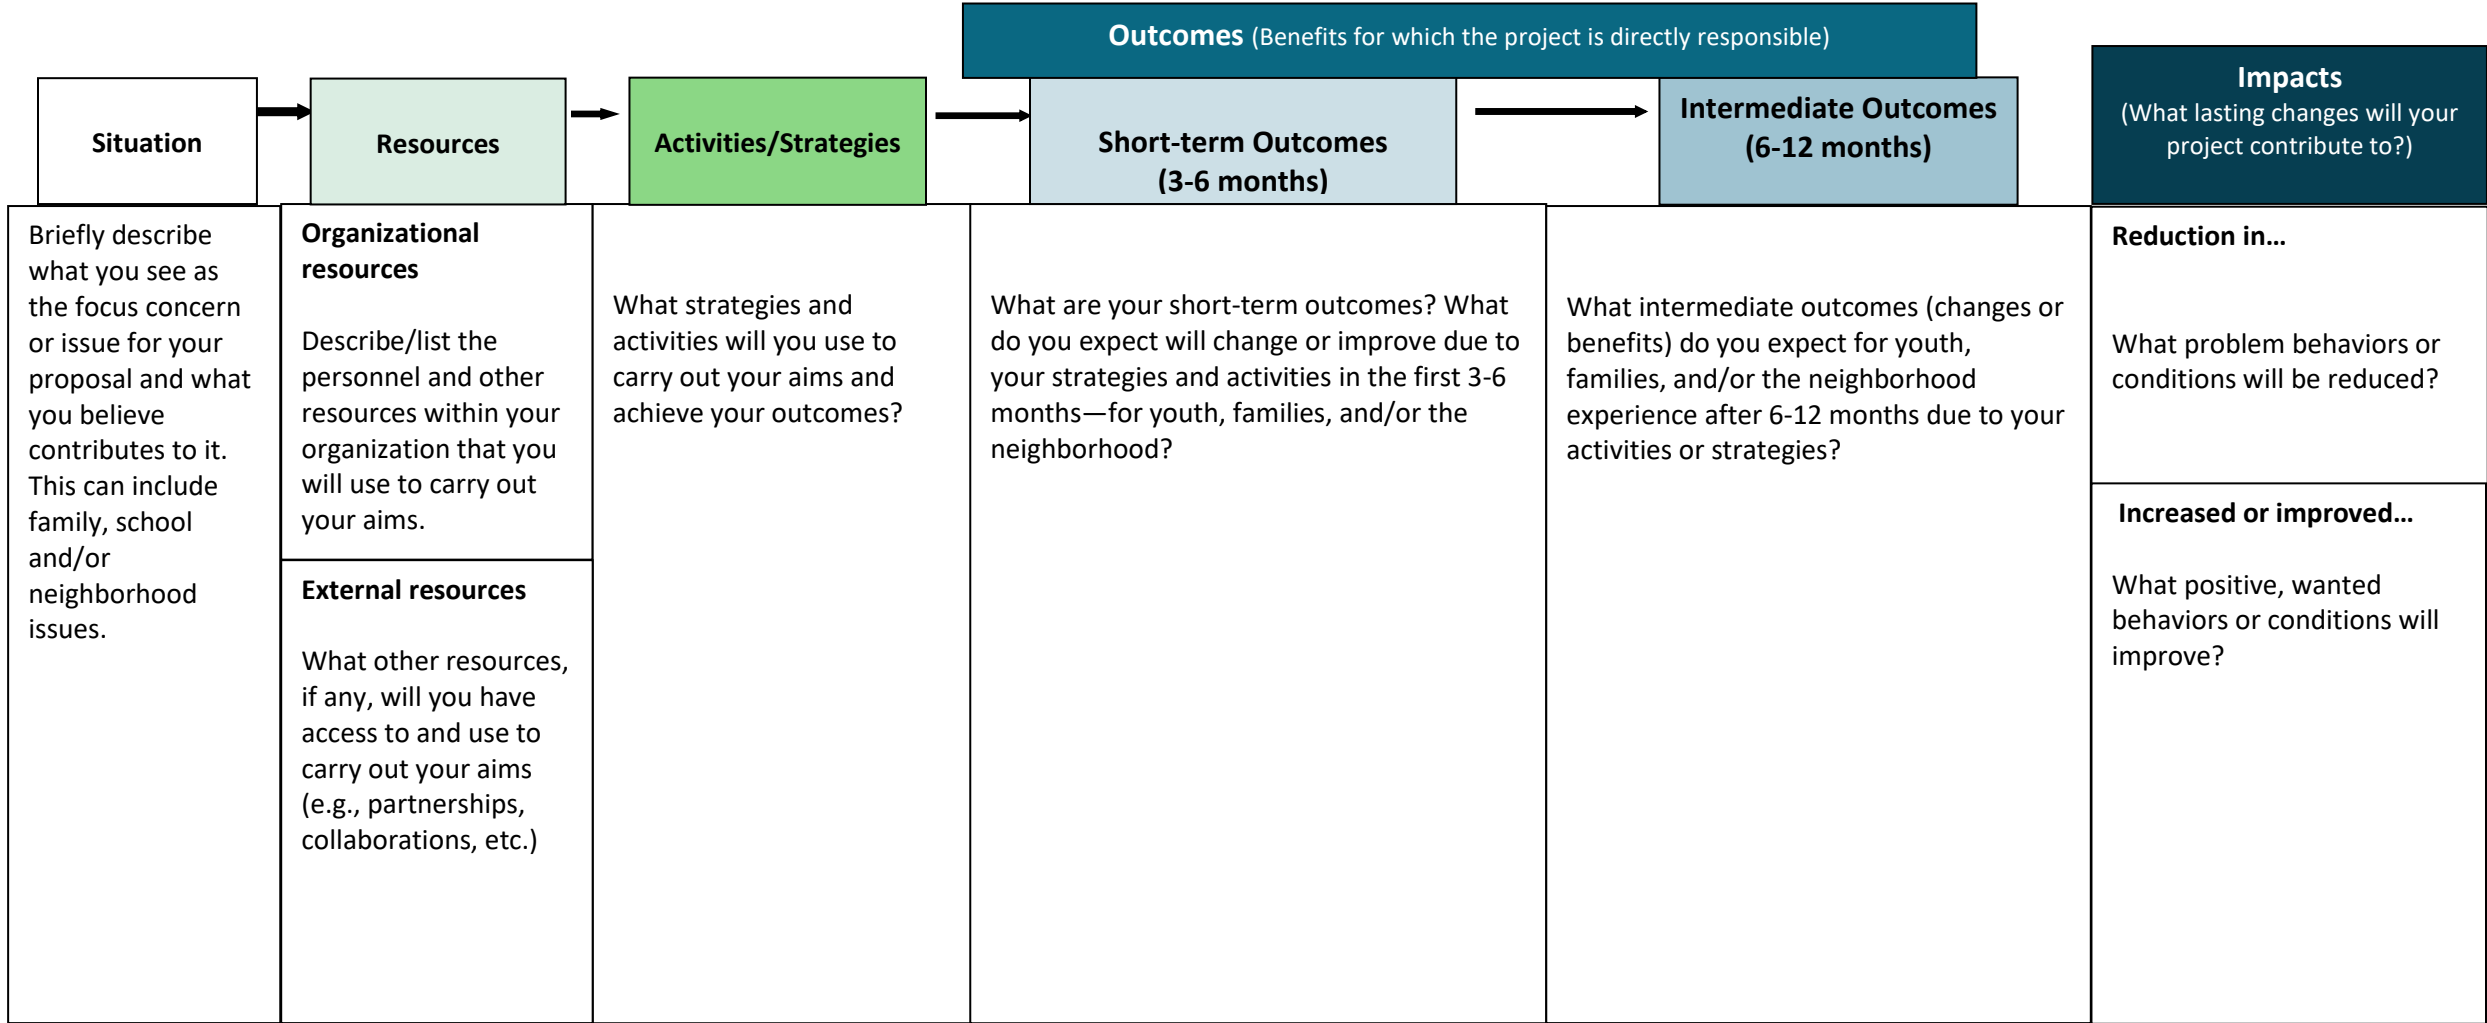 Outcomes (Benefits for which the project is directly responsible)
Situation
Resources
Activities/Strategies
Short-term Outcomes
(3-6 months)
Intermediate Outcomes
(6-12 months)
Impacts
(What lasting changes will your
project contribute to?)
Briefly describe
what you see as
the focus concern
or issue for your
proposal and what
you believe
contributes to it.
This can include
family, school
and/or
neighborhood
issues.
Organizational
resources
Describe/list the
personnel and other
resources within your
organization that you
will use to carry out
your aims.
External resources
What other resources,
if any, will you have
access to and use to
carry out your aims
(e.g., partnerships,
collaborations, etc.)
What strategies and
activities will you use to
carry out your aims and
achieve your outcomes?
What are your short-term outcomes? What
do you expect will change or improve due to
your strategies and activities in the first 3-6
months—for youth, families, and/or the
neighborhood?
What intermediate outcomes (changes or
benefits) do you expect for youth,
families, and/or the neighborhood
experience after 6-12 months due to your
activities or strategies?
Reduction in…
What problem behaviors or
conditions will be reduced?
Increased or improved…
What positive, wanted
behaviors or conditions will
improve?